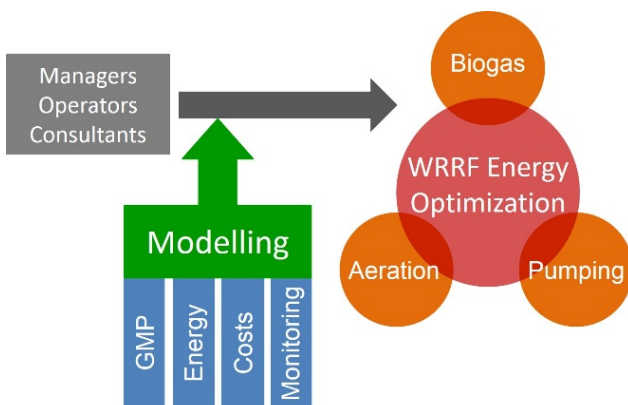 Managers
Operators
Consultants
Biogas
WRRF Energy
Optimization
Aeration
Pumping
Modelling
GMP
Energy
Costs
Monitoring